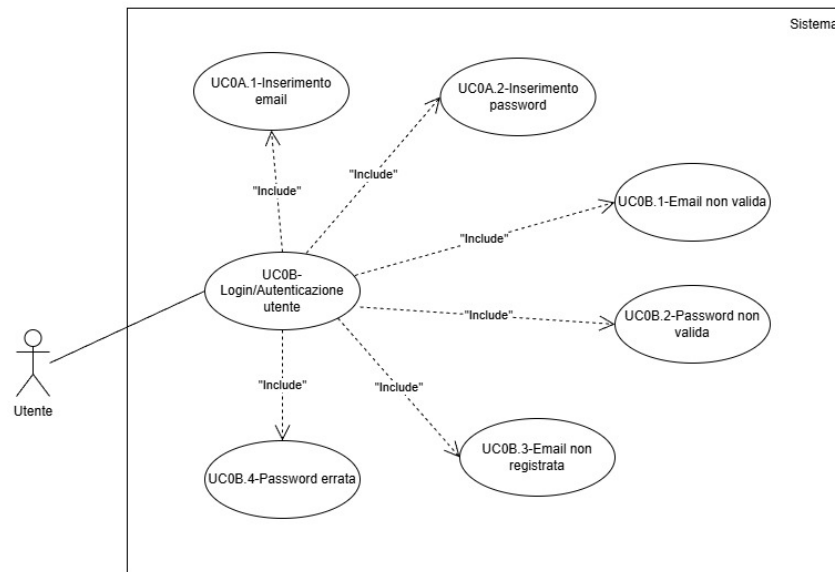 Sistema
UC0A.1-Inserimento
email
UC0A.2-Inserimento
password
"Include"
"Include"
UC0B.1-Email non valida
"Include"
UC0B-
Login/Autenticazione
utente
"Include"
UC0B.2-Password non
valida
Utente
"Include"
"Include"
UC0B.3-Email non
registrata
UC0B.4-Password errata